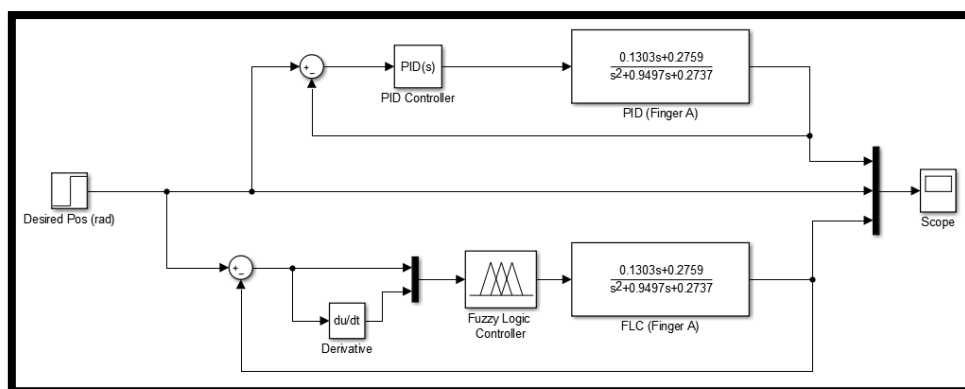 +
−
PID(s)
PID Controller
0.1303s+0.2759
s²+0.9497s+0.2737
PID (Finger A)
Desired Pos (rad)
Scope
+
−
du/dt
Derivative
Fuzzy Logic
Controller
0.1303s+0.2759
s²+0.9497s+0.2737
FLC (Finger A)